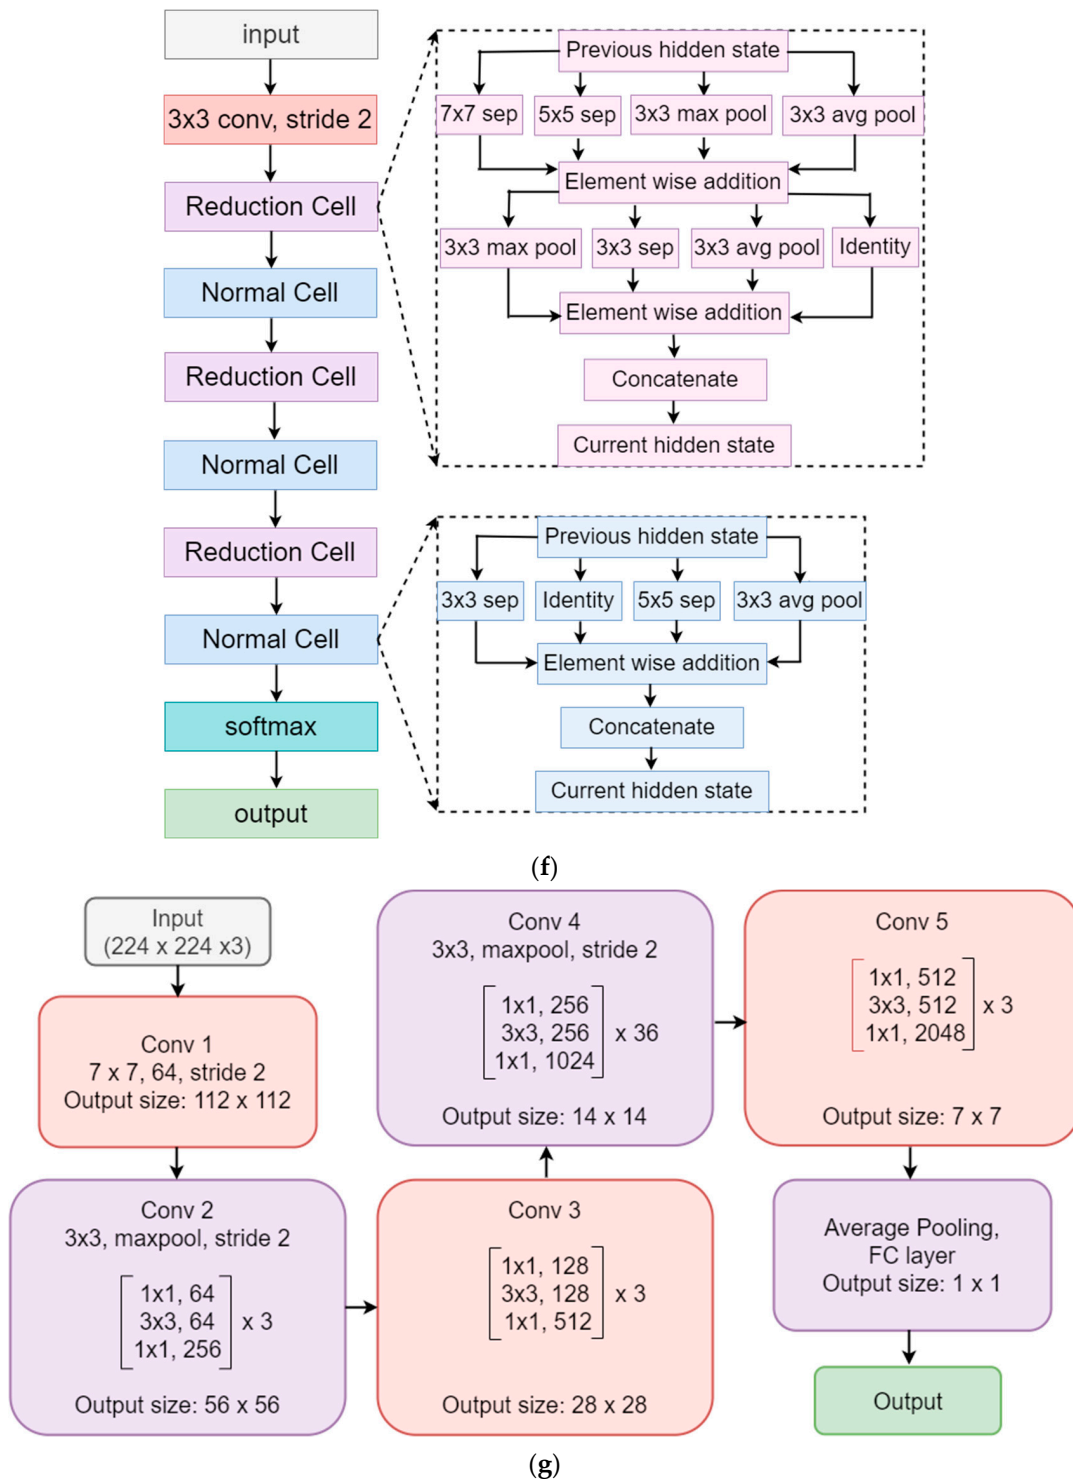 input
3x3 conv, stride 2
Reduction Cell
Normal Cell
Reduction Cell
Normal Cell
Reduction Cell
Normal Cell
softmax
output
Previous hidden state
7x7 sep
5x5 sep
3x3 max pool
3x3 avg pool
Element wise addition
3x3 max pool
3x3 sep
3x3 avg pool
Identity
Element wise addition
Concatenate
Current hidden state
Previous hidden state
3x3 sep
Identity
5x5 sep
3x3 avg pool
Element wise addition
Concatenate
Current hidden state
(f)
Input
(224 x 224 x3)
Conv 1
7 x 7, 64, stride 2
Output size: 112 x 112
Conv 2
3x3, maxpool, stride 2
1x1, 64
3x3, 64 x 3
1x1, 256
Output size: 56 x 56
Conv 3
1x1, 128
3x3, 128 x 3
1x1, 512
Output size: 28 x 28
Conv 4
3x3, maxpool, stride 2
1x1, 256
3x3, 256 x 36
1x1, 1024
Output size: 14 x 14
Conv 5
1x1, 512
3x3, 512 x 3
1x1, 2048
Output size: 7 x 7
Average Pooling,
FC layer
Output size: 1 x 1
Output
(g)